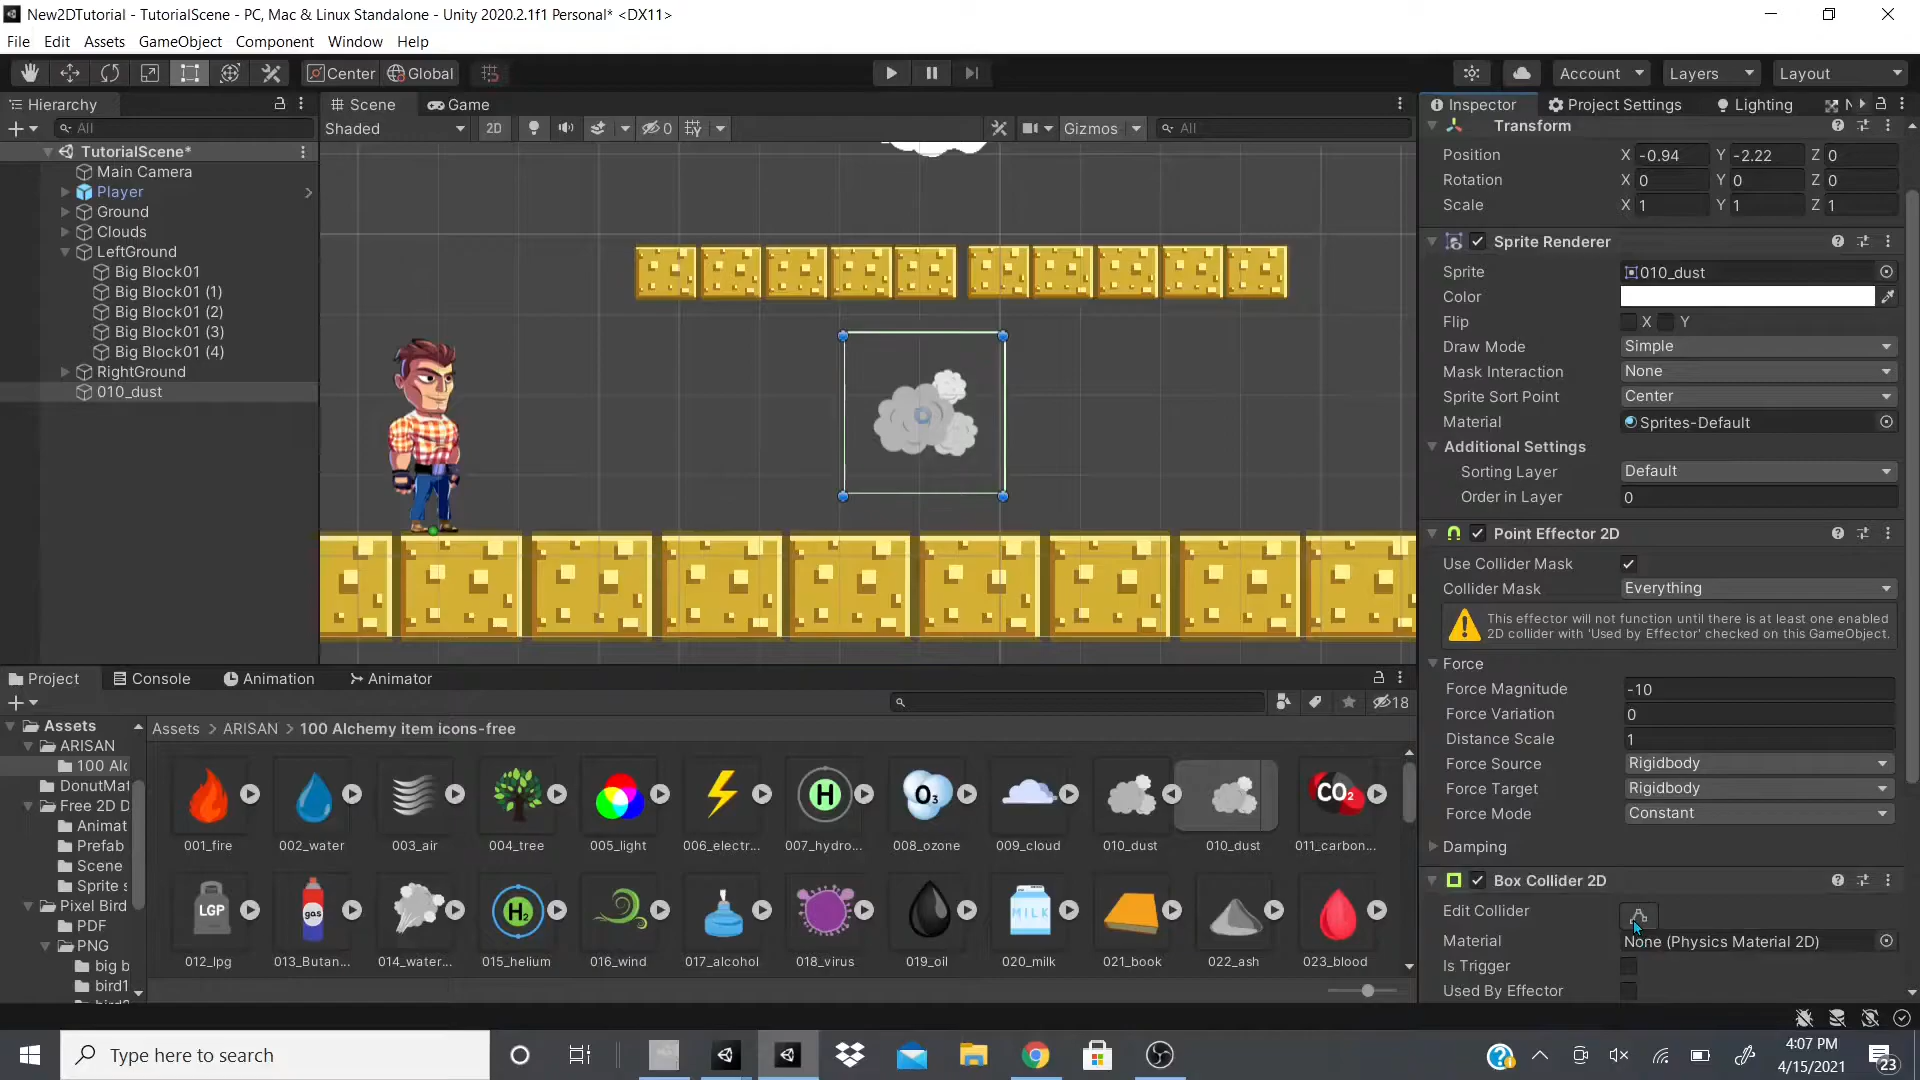 New2DTutorial - TutorialScene - PC, Mac & Linux Standalone - Unity 2020.2.1f1 Personal* <DX11>
File Edit Assets GameObject Component Window Help
Center Global Account Layers Layout
Hierarchy Scene Game Inspector Project Settings Lighting
All Shaded 2D 0 Gizmos All Transform
TutorialScene* Position X -0.94 Y -2.22 Z 0
Main Camera Rotation X 0 Y 0 Z 0
Player Scale X 1 Y 1 Z 1
Ground
Clouds Sprite Renderer
LeftGround
Big Block01 Sprite 010_dust
Big Block01 (1) Color
Big Block01 (2) Flip X Y
Big Block01 (3) Draw Mode Simple
Big Block01 (4) Mask Interaction None
RightGround Sprite Sort Point Center
010_dust Material Sprites-Default
Additional Settings
Sorting Layer Default
Order in Layer 0
Point Effector 2D
Use Collider Mask
Collider Mask Everything
This effector will not function until there is at least one enabled
2D collider with 'Used by Effector' checked on this GameObject.
Force
Force Magnitude -10
Force Variation 0
Distance Scale 1
Force Source Rigidbody
Force Target Rigidbody
Force Mode Constant
Damping
Box Collider 2D
Edit Collider
Material None (Physics Material 2D)
Is Trigger
Used By Effector
Project Console Animation Animator
18
Assets Assets > ARISAN > 100 Alchemy item icons-free
ARISAN
100 Alc
DonutMat
Free 2D D
Animat
Prefab
Scene
Sprite s
Pixel Bird
PDF
PNG
big b
bird1
H O3 CO2
001_fire 002_water 003_air 004_tree 005_light 006_electr... 007_hydro... 008_ozone 009_cloud 010_dust 010_dust 011_carbon...
LGP gas H2 MILK
012_lpg 013_Butan... 014_water... 015_helium 016_wind 017_alcohol 018_virus 019_oil 020_milk 021_book 022_ash 023_blood
Type here to search
4:07 PM
4/15/2021
23